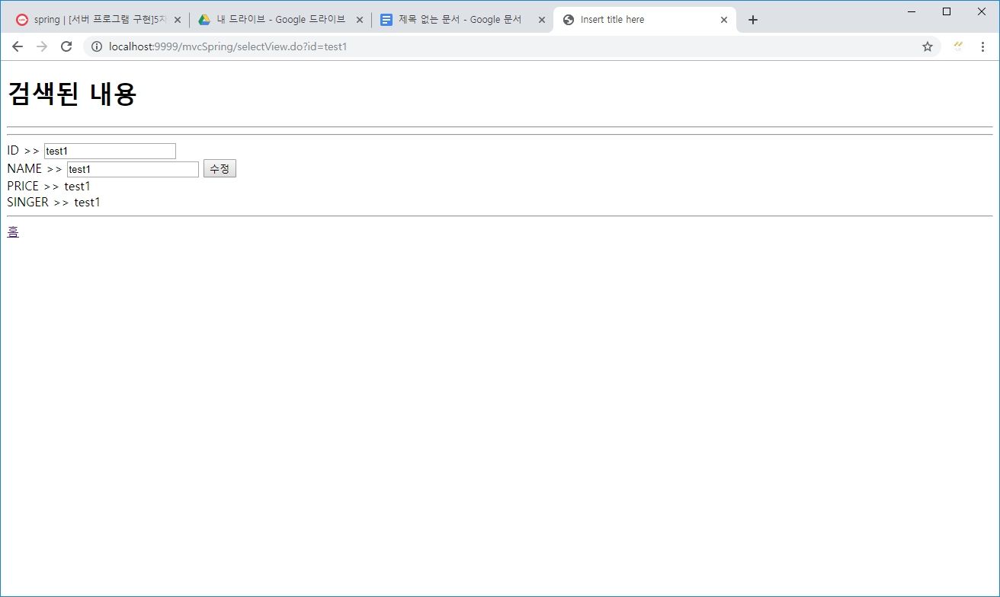 spring | [서버 프로그램 구현]5차
내 드라이브 - Google 드라이브
제목 없는 문서 - Google 문서
Insert title here
localhost:9999/mvcSpring/selectView.do?id=test1
검색된 내용
ID >> test1
NAME >> test1 수정
PRICE >> test1
SINGER >> test1
홈